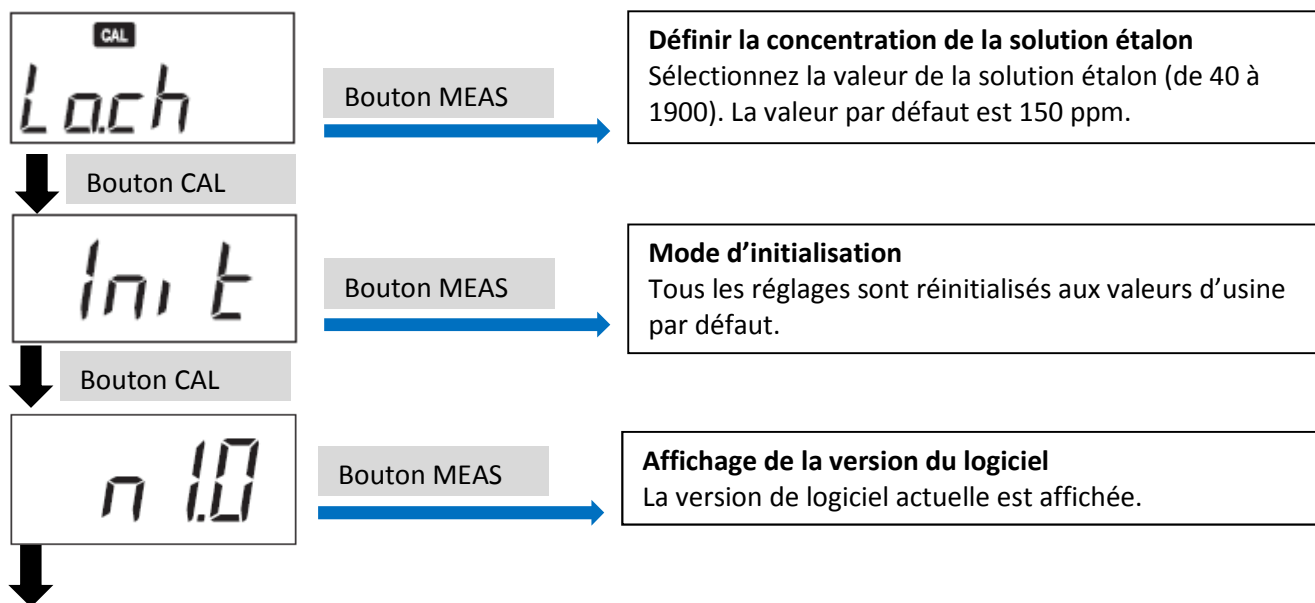 CAL
Lo.ch
Bouton MEAS
Définir la concentration de la solution étalon
Sélectionnez la valeur de la solution étalon (de 40 à
1900). La valeur par défaut est 150 ppm.
Bouton CAL
Init
Bouton MEAS
Mode d’initialisation
Tous les réglages sont réinitialisés aux valeurs d’usine
par défaut.
Bouton CAL
n 1.0
Bouton MEAS
Affichage de la version du logiciel
La version de logiciel actuelle est affichée.